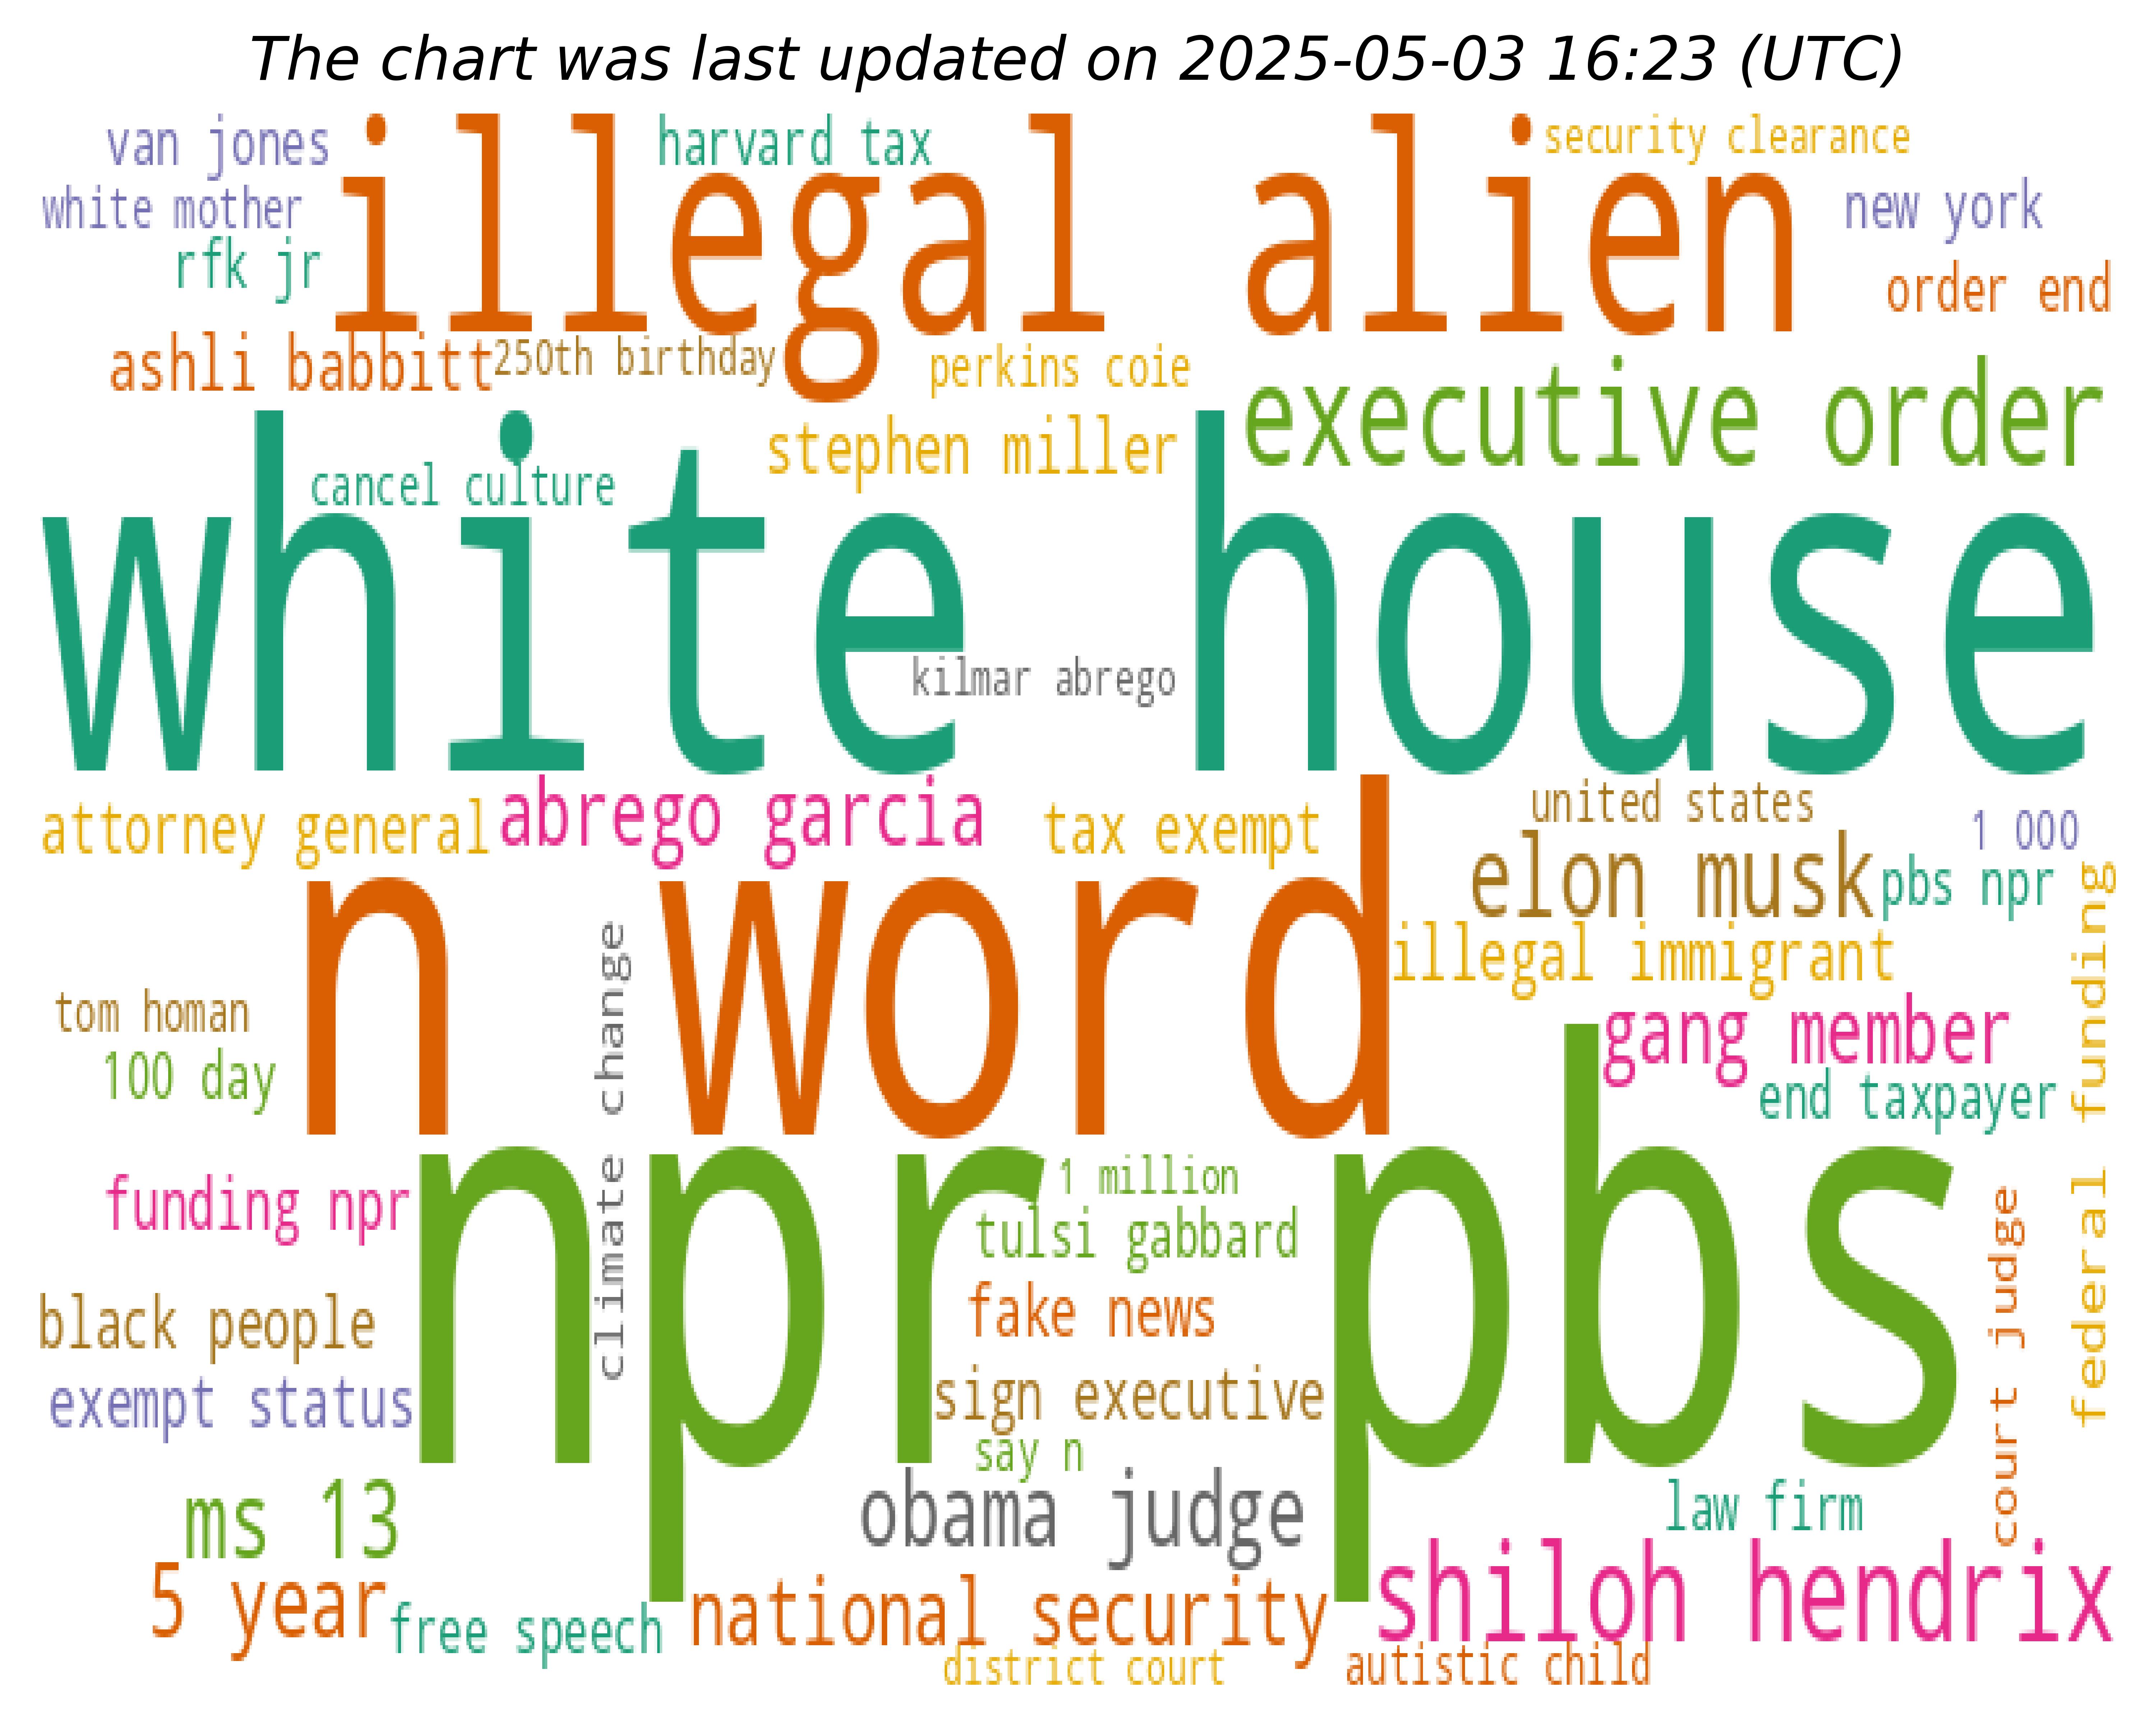 The chart was last updated on 2025-05-03 16:23 (UTC)
van jones
harvard tax
security clearance
illegal alien
white mother
new york
rfk jr
order end
ashli babbitt
250th birthday
perkins coie
executive order
stephen miller
cancel culture
white house
kilmar abrego
attorney general
abrego garcia
tax exempt
united states
1 000
elon musk
pbs npr
n word
illegal immigrant
federal funding
climate change
tom homan
gang member
100 day
end taxpayer
funding npr
1 million
npr pbs
tulsi gabbard
court judge
fake news
black people
exempt status
sign executive
say n
ms 13
obama judge
law firm
5 year
free speech
national security
shiloh hendrix
district court
autistic child